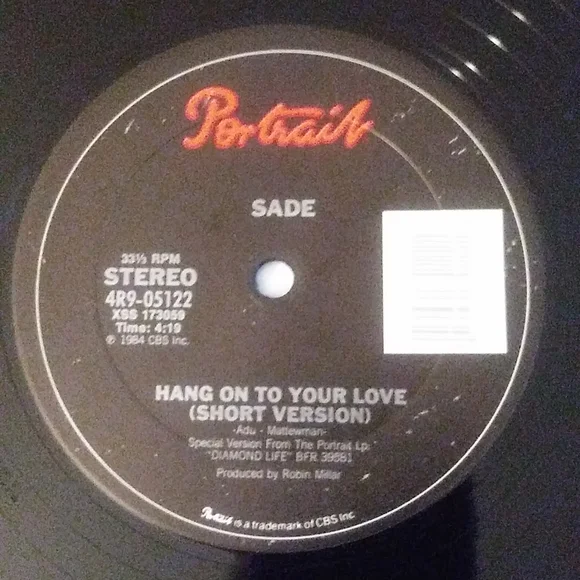 Portrait
SADE
33⅓ RPM
STEREO
4R9-05122
XSS 173059
Time: 4:19
℗ 1984 CBS Inc.
HANG ON TO YOUR LOVE
(SHORT VERSION)
-Adu - Mattewman-
Special Version From The Portrait Lp:
"DIAMOND LIFE" BFR 39581
Produced by Robin Millar
Portrait is a trademark of CBS Inc.